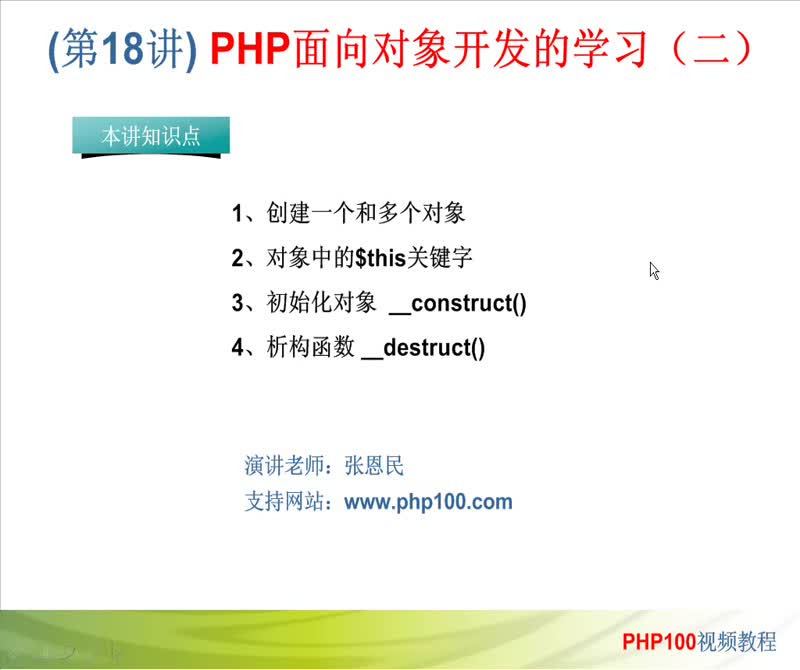 (第18讲) PHP面向对象开发的学习（二）
本讲知识点
1、创建一个和多个对象
2、对象中的$this关键字
3、初始化对象 __construct()
4、析构函数 __destruct()
演讲老师：张恩民
支持网站：www.php100.com
PHP100视频教程